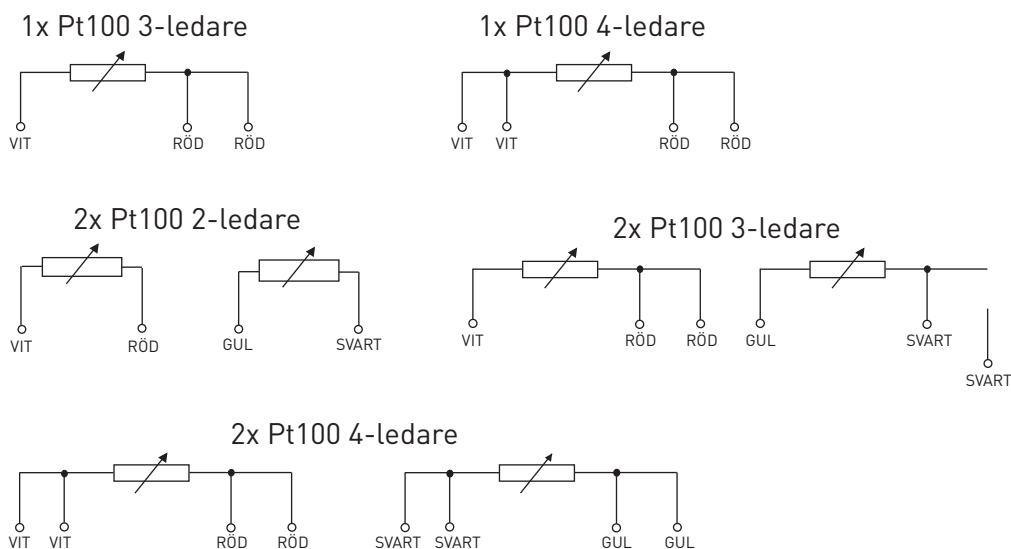 1x Pt100 3-ledare
1x Pt100 4-ledare
VIT RÖD RÖD
VIT VIT RÖD RÖD
2x Pt100 2-ledare
2x Pt100 3-ledare
VIT RÖD GUL SVART
VIT RÖD RÖD GUL SVART
SVART
2x Pt100 4-ledare
VIT VIT RÖD RÖD
SVART SVART GUL GUL